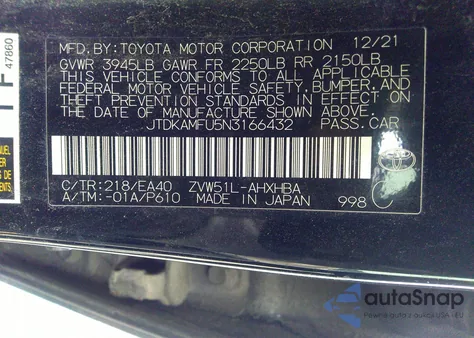 MFD.BY:TOYOTA MOTOR CORPORATION 12/21
GVWR 3945LB GAWR FR 2250LB RR 2150LB
THIS VEHICLE CONFORMS TO ALL APPLICABLE
FEDERAL MOTOR VEHICLE SAFETY,
BUMPER, AND THEFT PREVENTION STANDARDS
IN EFFECT ON
THE DATE OF MANUFACTURE SHOWN ABOVE.
JTDKAMFU5N3166432 PASS.CAR
C/TR:218/EA40 ZVW51L-AHXHBA
A/TM:-01A/P610 MADE IN JAPAN 998
C
47860
autoSnap